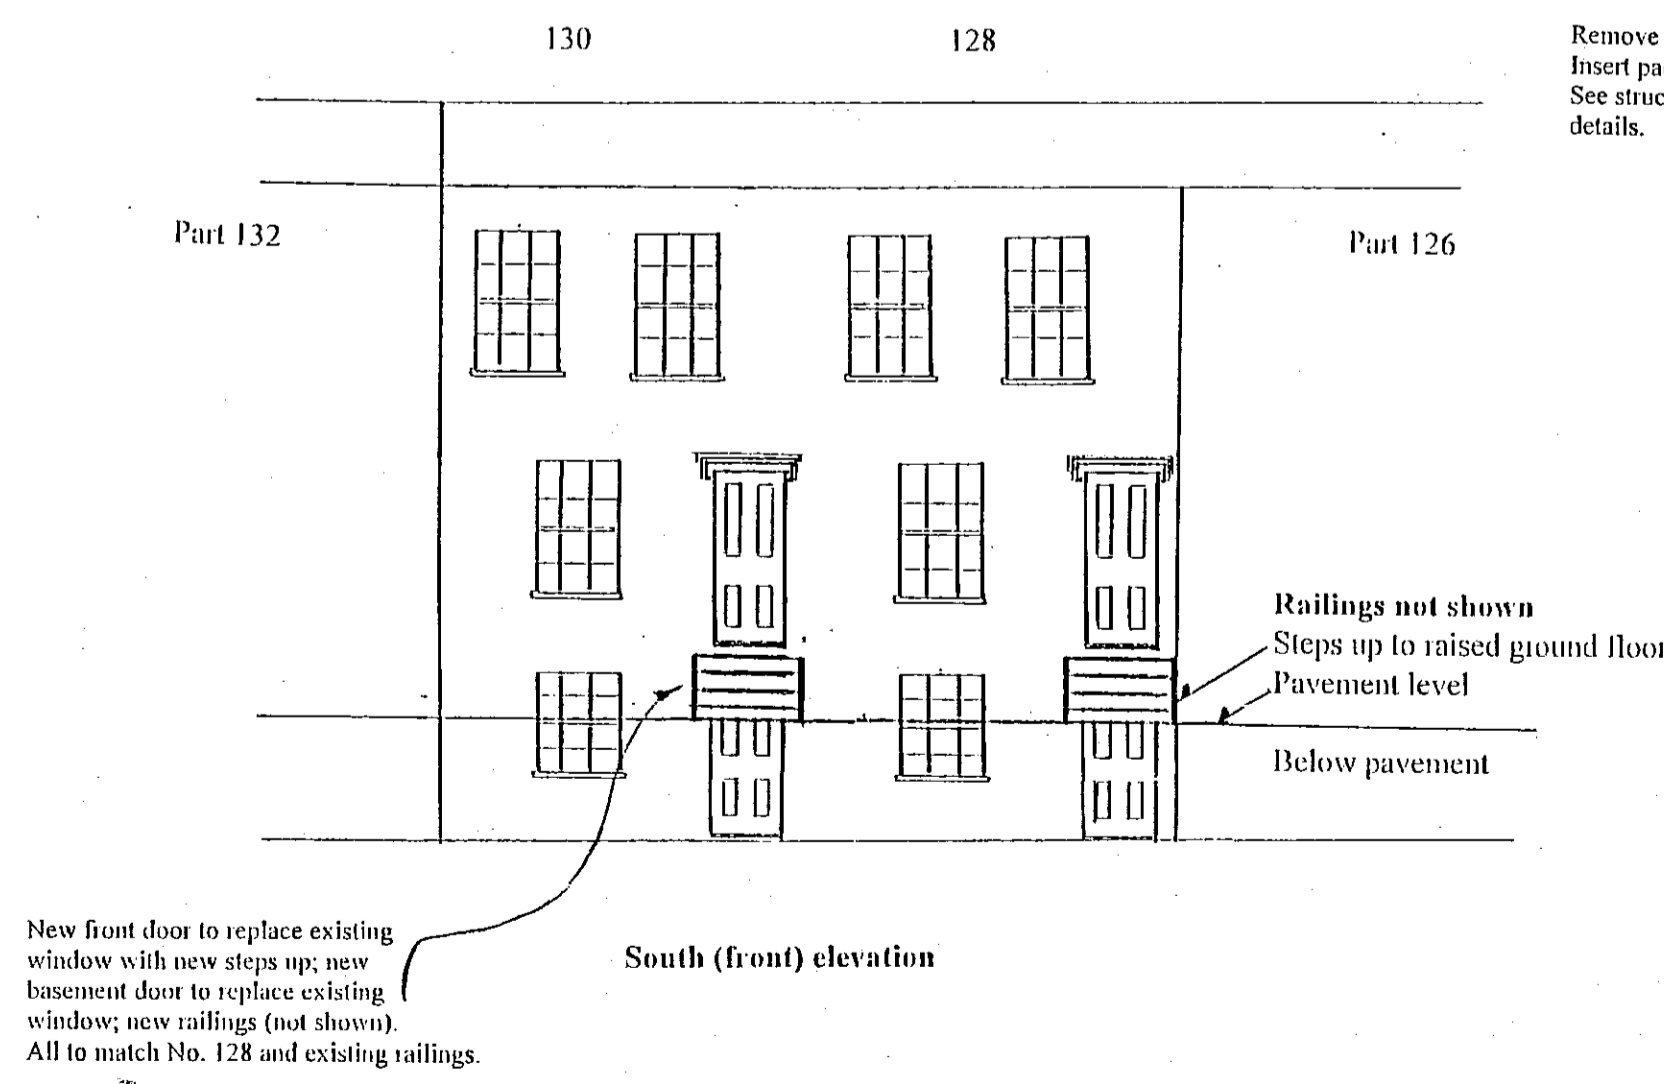 130
128
Remove
Insert pa
See struc
details.
Part 132
Part 126
Railings not shown
Steps up to raised ground floor
Pavement level
Below pavement
New front door to replace existing
window with new steps up; new
basement door to replace existing
window; new railings (not shown).
All to match No. 128 and existing railings.
South (front) elevation